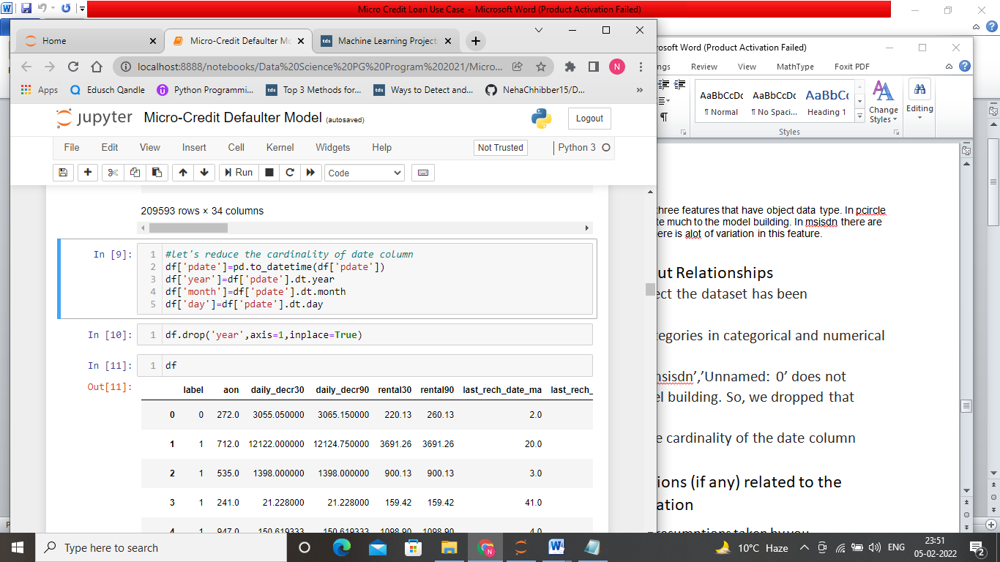 Micro Credit Loan Use Case - Microsoft Word (Product Activation Failed)
Home
Micro-Credit Defaulter Mo
Machine Learning Project
localhost:8888/notebooks/Data%20Science%20PG%20Program%202021/Micro...
N
Apps
Edusch Qandle
Python Programmi...
tds Top 3 Methods for...
tds Ways to Detect and...
NehaChhibber15/D...
»
jupyter Micro-Credit Defaulter Model (autosaved)
Logout
File Edit View Insert Cell Kernel Widgets Help
Not Trusted
Python 3
Run
Code
209593 rows × 34 columns
In [9]:
1 #let's reduce the cardinality of date column
2 df['pdate']=pd.to_datetime(df['pdate'])
3 df['year']=df['pdate'].dt.year
4 df['month']=df['pdate'].dt.month
5 df['day']=df['pdate'].dt.day
In [10]: 1 df.drop('year',axis=1,inplace=True)
In [11]: 1 df
Out[11]:
label aon daily_decr30 daily_decr90 rental30 rental90 last_rech_date_ma last_rech_
0 0 272.0 3055.050000 3065.150000 220.13 260.13 2.0
1 1 712.0 12122.000000 12124.750000 3691.26 3691.26 20.0
2 1 535.0 1398.000000 1398.000000 900.13 900.13 3.0
3 1 241.0 21.228000 21.228000 159.42 159.42 41.0
4 1 947.0 150.619333 150.619333 1098.90 1098.90 4.0
rosoft Word (Product Activation Failed)
ngs Review View MathType Foxit PDF
AaBbCcDc AaBbCcDc AaBbCc
¶ Normal ¶ No Spaci... Heading 1
Change Styles
Editing
Styles
three features that have object data type. In pcircle
te much to the model building. In msisdn there are
ere is alot of variation in this feature.
ut Relationships
ect the dataset has been
tegories in categorical and numerical
nsisdn’,’Unnamed: 0’ does not
el building. So, we dropped that
e cardinality of the date column
ions (if any) related to the
ation
Type here to search
10°C Haze
ENG
23:51
05-02-2022
2